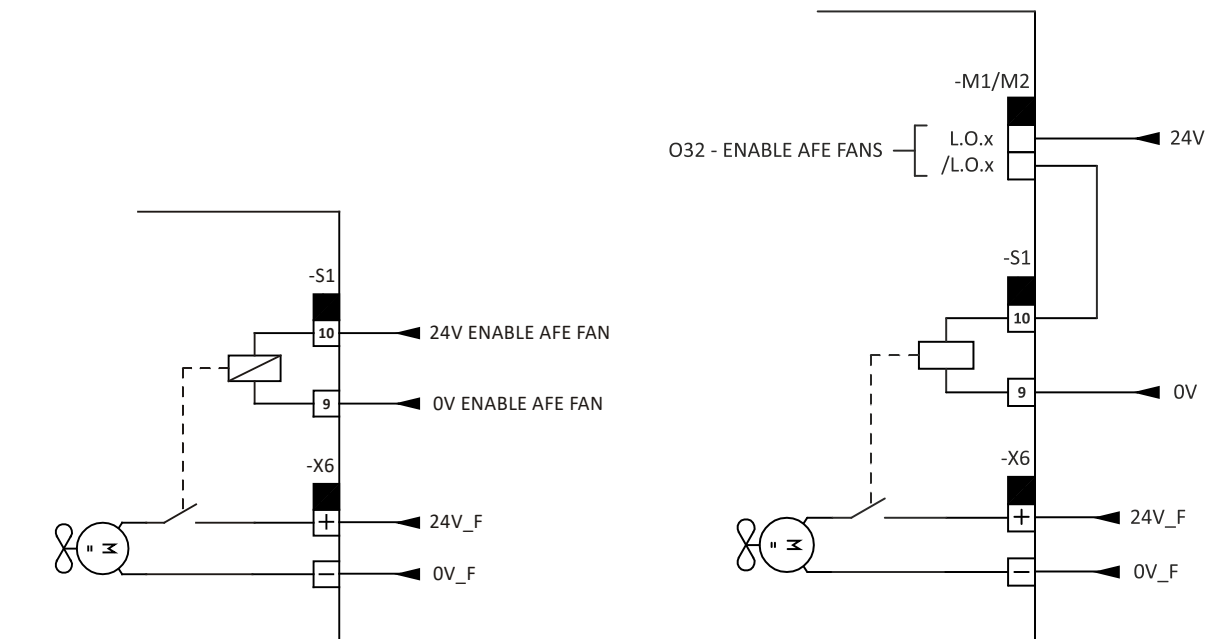 -S1
10
24V ENABLE AFE FAN
9
0V ENABLE AFE FAN
-X6
+
24V_F
M
=
−
0V_F
-M1/M2
O32 - ENABLE AFE FANS
L.O.x
24V
/L.O.x
-S1
10
9
0V
-X6
+
24V_F
M
=
−
0V_F